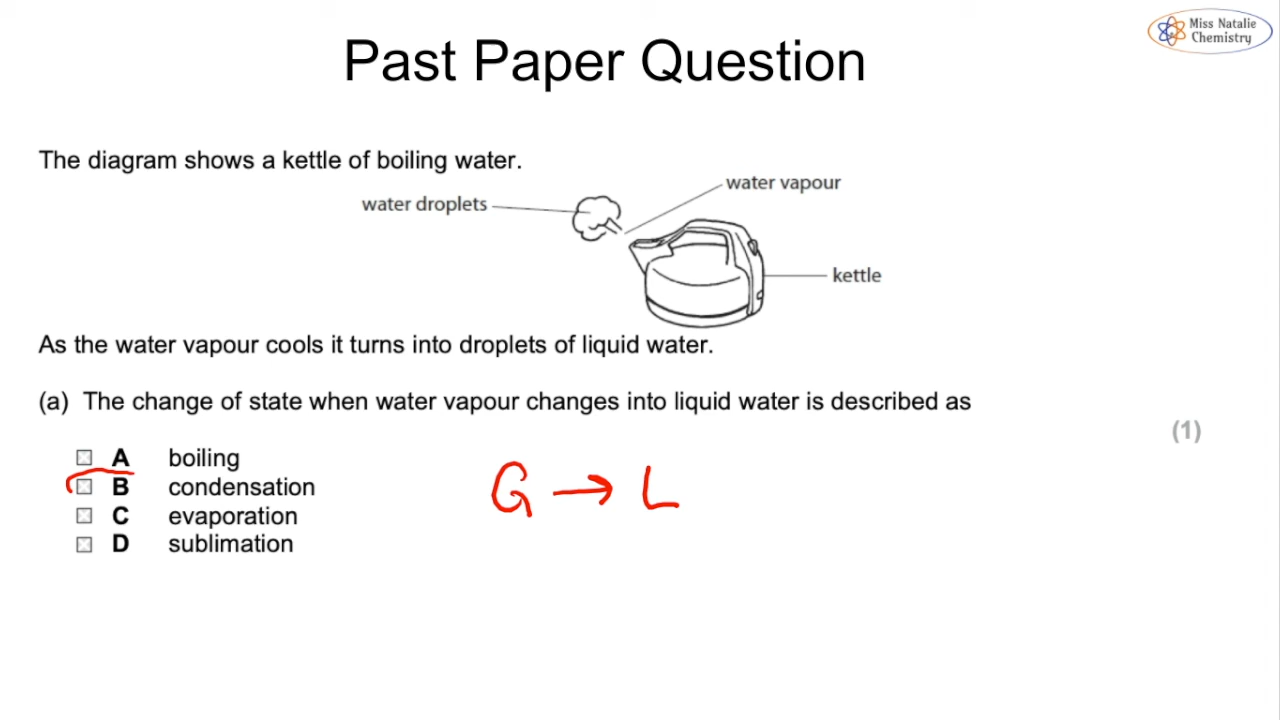 Miss Natalie
Chemistry
Past Paper Question
The diagram shows a kettle of boiling water.
water vapour
water droplets
kettle
As the water vapour cools it turns into droplets of liquid water.
(a) The change of state when water vapour changes into liquid water is described as
(1)
A boiling
B condensation
C evaporation
D sublimation
G → L